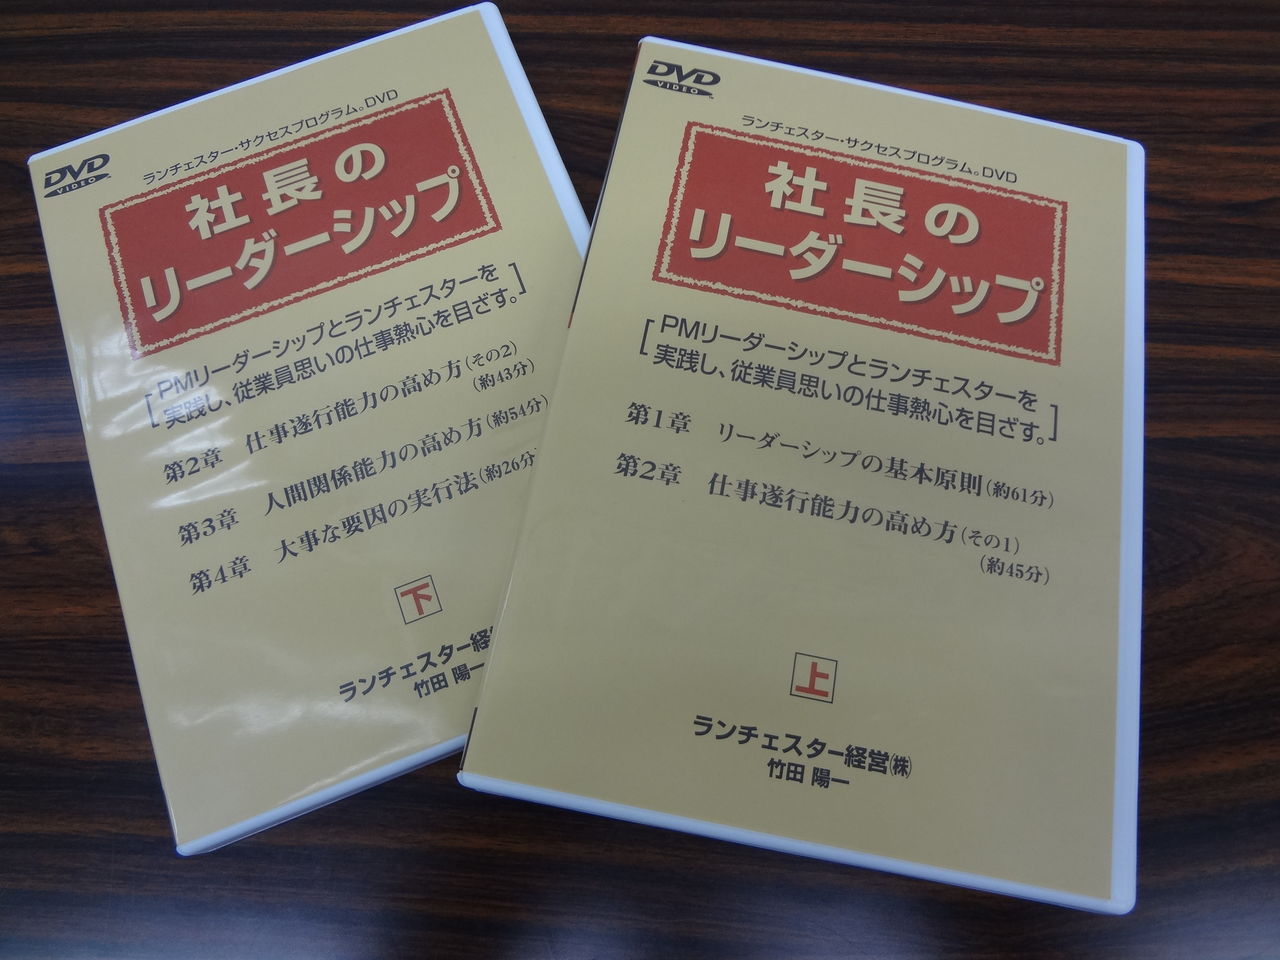 DVD
VIDEO
ランチェスター・サクセスプログラム。DVD
社長の
リーダーシップ
PMリーダーシップとランチェスターを
実践し、従業員思いの仕事熱心を目ざす。
第2章 仕事遂行能力の高め方(その2)
(約43分)
第3章 人間関係能力の高め方(約54分)
第4章 大事な要因の実行法(約26分)
下
ランチェスター経
竹田 陽一
DVD
VIDEO
ランチェスター・サクセスプログラム。DVD
社長の
リーダーシップ
[PMリーダーシップとランチェスターを
実践し、従業員思いの仕事熱心を目ざす。]
第1章 リーダーシップの基本原則(約61分)
第2章 仕事遂行能力の高め方(その1)
(約45分)
上
ランチェスター経営㈱
竹田 陽一